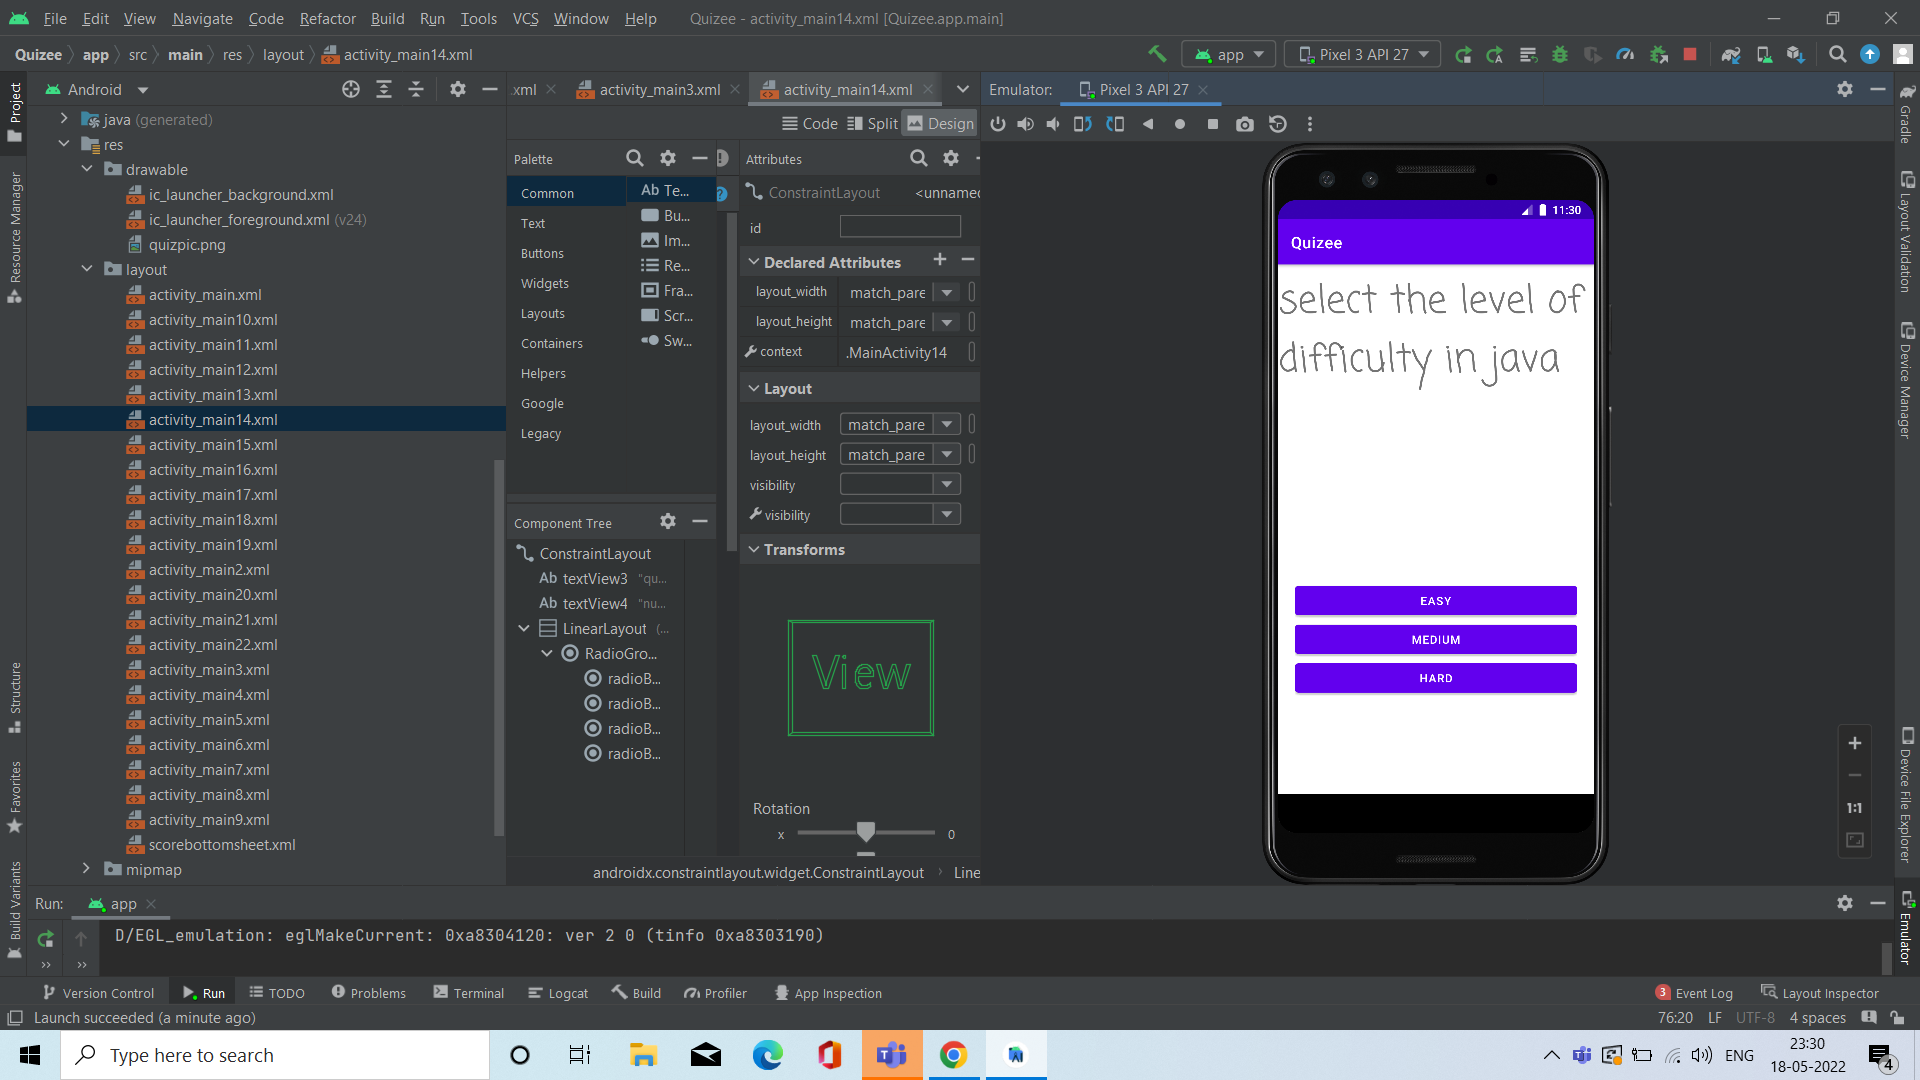 File Edit View Navigate Code Refactor Build Run Tools VCS Window Help Quizee - activity_main14.xml [Quizee.app.main]
Quizee app src main res layout activity_main14.xml
app Pixel 3 API 27
Project
Resource Manager
Structure
Favorites
Build Variants
Android
java (generated)
res
drawable
ic_launcher_background.xml
ic_launcher_foreground.xml (v24)
quizpic.png
layout
activity_main.xml
activity_main10.xml
activity_main11.xml
activity_main12.xml
activity_main13.xml
activity_main14.xml
activity_main15.xml
activity_main16.xml
activity_main17.xml
activity_main18.xml
activity_main19.xml
activity_main2.xml
activity_main20.xml
activity_main21.xml
activity_main22.xml
activity_main3.xml
activity_main4.xml
activity_main5.xml
activity_main6.xml
activity_main7.xml
activity_main8.xml
activity_main9.xml
scorebottomsheet.xml
mipmap
.xml activity_main3.xml activity_main14.xml
Code Split Design
Palette
Common
Text
Buttons
Widgets
Layouts
Containers
Helpers
Google
Legacy
Ab Te...
Bu...
Im...
Re...
Fra...
Scr...
Sw...
Component Tree
ConstraintLayout
Ab textView3 "qu...
Ab textView4 "nu...
LinearLayout (...
RadioGro...
radioB...
radioB...
radioB...
radioB...
Attributes
ConstraintLayout <unnamed
id
Declared Attributes
layout_width match_pare
layout_height match_pare
context .MainActivity14
Layout
layout_width match_pare
layout_height match_pare
visibility
visibility
Transforms
View
Rotation
x 0
androidx.constraintlayout.widget.ConstraintLayout Line
Emulator: Pixel 3 API 27
11:30
Quizee
select the level of
difficulty in java
EASY
MEDIUM
HARD
1:1
Gradle
Layout Validation
Device Manager
Device File Explorer
Emulator
Run: app
D/EGL_emulation: eglMakeCurrent: 0xa8304120: ver 2 0 (tinfo 0xa8303190)
Version Control Run TODO Problems Terminal Logcat Build Profiler App Inspection 3 Event Log Layout Inspector
Launch succeeded (a minute ago) 76:20 LF UTF-8 4 spaces
Type here to search
ENG
23:30
18-05-2022
4